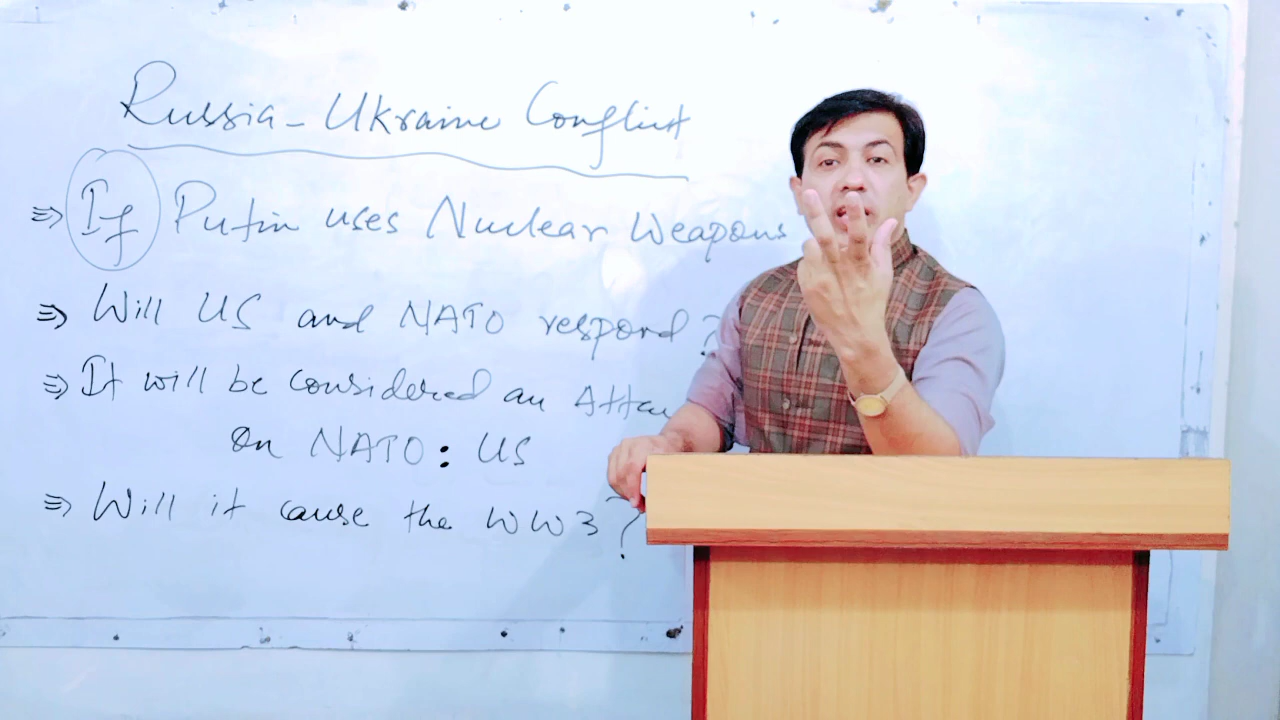 Russia - Ukraine Conflict
⇒ If Putin uses Nuclear Weapons
⇒ Will US and NATO respond?
⇒ It will be considered an Attac
on NATO: US
⇒ Will it cause the WW3?